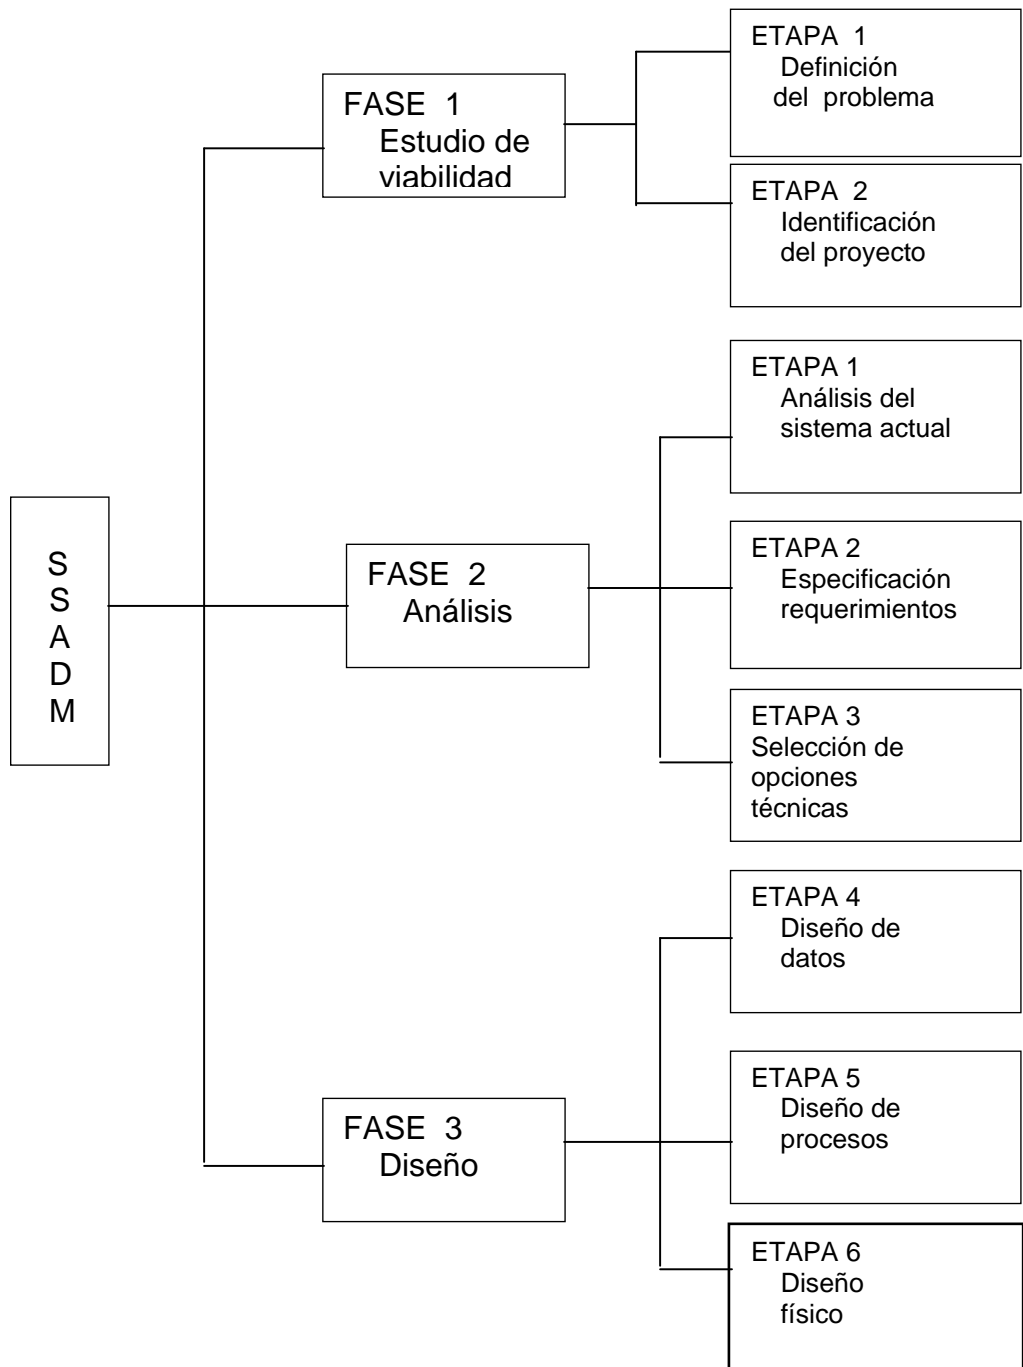 S
S
A
D
M
FASE 1
Estudio de
viabilidad
ETAPA 1
Definición
del problema
ETAPA 2
Identificación
del proyecto
FASE 2
Análisis
ETAPA 1
Análisis del
sistema actual
ETAPA 2
Especificación
requerimientos
ETAPA 3
Selección de
opciones
técnicas
FASE 3
Diseño
ETAPA 4
Diseño de
datos
ETAPA 5
Diseño de
procesos
ETAPA 6
Diseño
físico